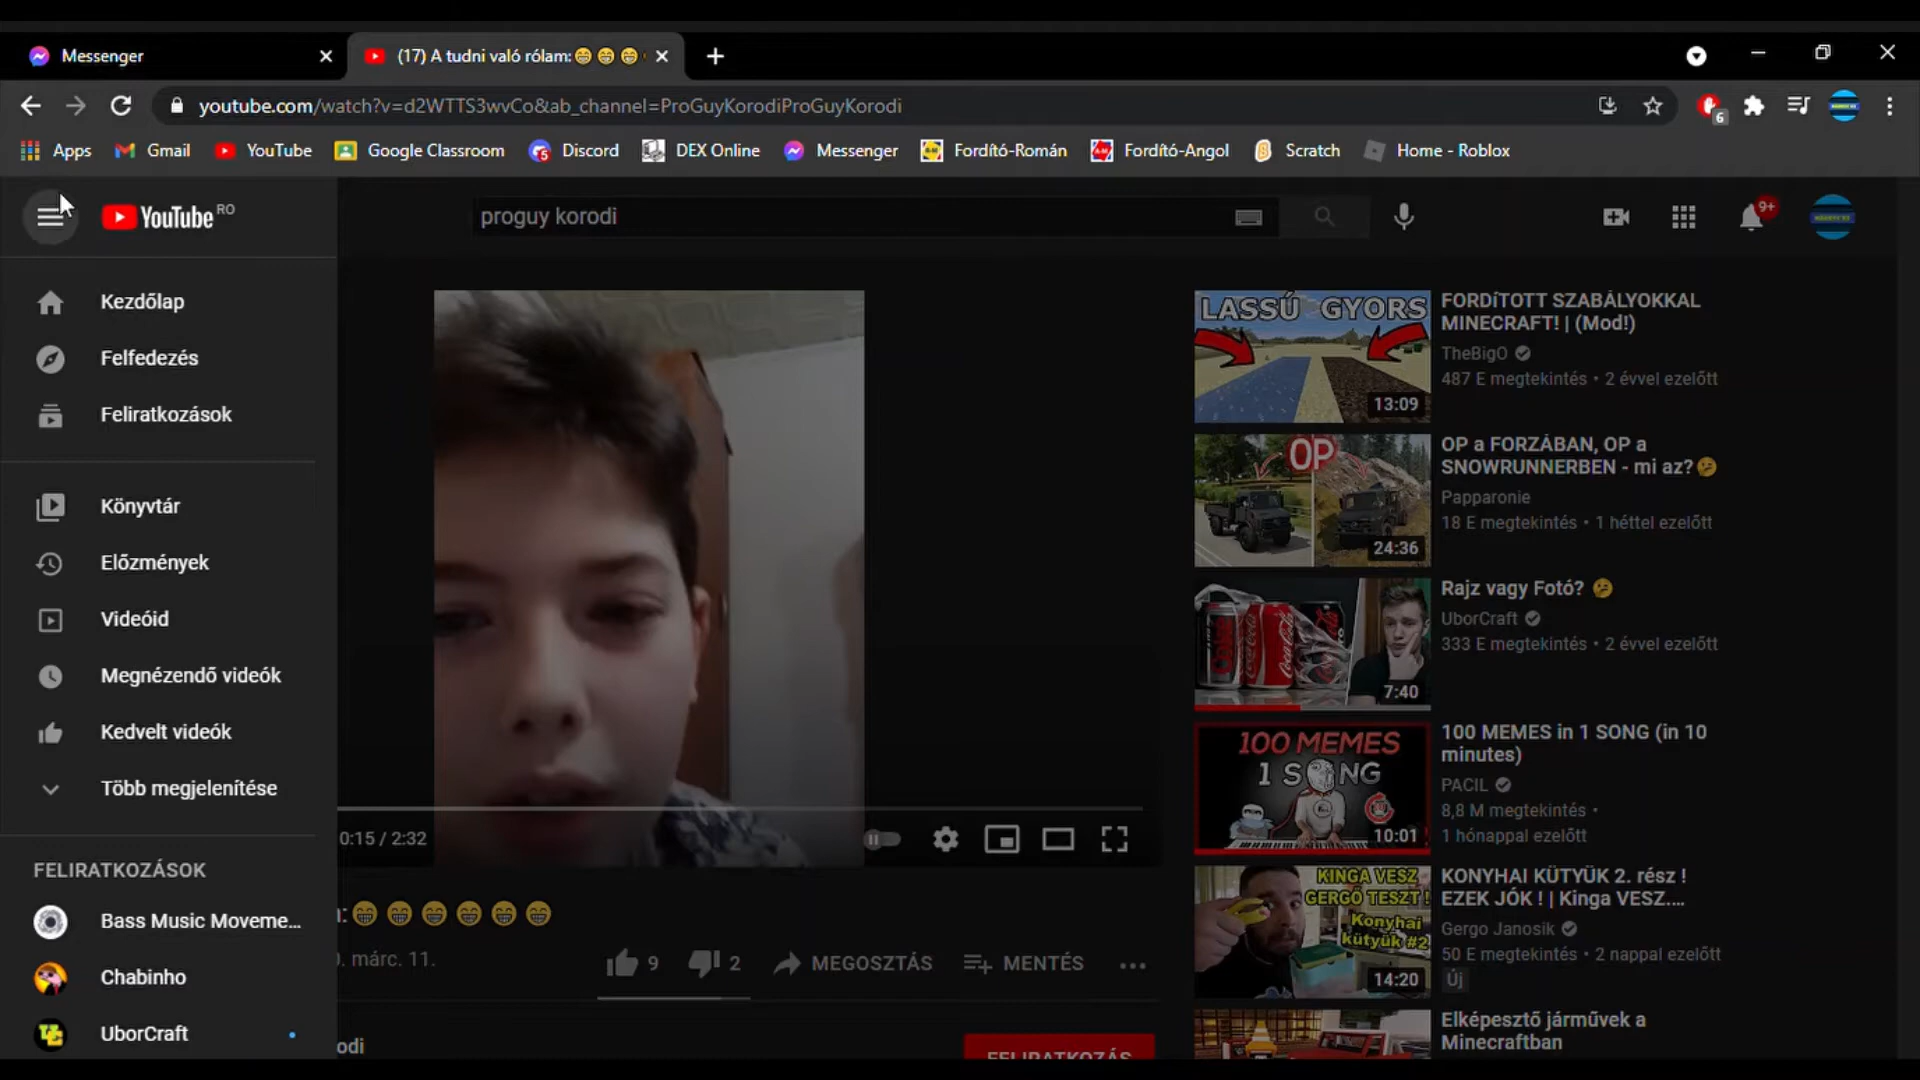 Messenger
(17) A tudni való rólam:😁😁😁
youtube.com/watch?v=d2WTTS3wvCo&ab_channel=ProGuyKorodiProGuyKorodi
6
Apps
Gmail
YouTube
Google Classroom
Discord
DEX Online
Messenger
Fordító-Román
Fordító-Angol
Scratch
Home - Roblox
YouTube RO
proguy korodi
9+
Kezdőlap
Felfedezés
Feliratkozások
Könyvtár
Előzmények
Videóid
Megnézendő videók
Kedvelt videók
Több megjelenítése
FELIRATKOZÁSOK
Bass Music Moveme...
Chabinho
UborCraft
0:15 / 2:32
:😁😁😁😁😁😁
. márc. 11.
9
2
MEGOSZTÁS
MENTÉS
odi
FELIRATKOZÁS
LASSÚ GYORS
13:09
FORDíTOTT SZABÁLYOKKAL
MINECRAFT! | (Mod!)
TheBigO
487 E megtekintés • 2 évvel ezelőtt
OP
24:36
OP a FORZÁBAN, OP a
SNOWRUNNERBEN - mi az?🤔
Papparonie
18 E megtekintés • 1 héttel ezelőtt
Coca-Cola
7:40
Rajz vagy Fotó? 🤔
UborCraft
333 E megtekintés • 2 évvel ezelőtt
100 MEMES
1 SONG
10:01
100 MEMES in 1 SONG (in 10
minutes)
PACIL
8,8 M megtekintés •
1 hónappal ezelőtt
KINGA VESZ
GERGŐ TESZT !
Konyhai
kütyük #2
14:20
KONYHAI KÜTYÜK 2. rész !
EZEK JÓK ! | Kinga VESZ....
Gergo Janosik
50 E megtekintés • 2 nappal ezelőtt
Új
Elképesztő járművek a
Minecraftban